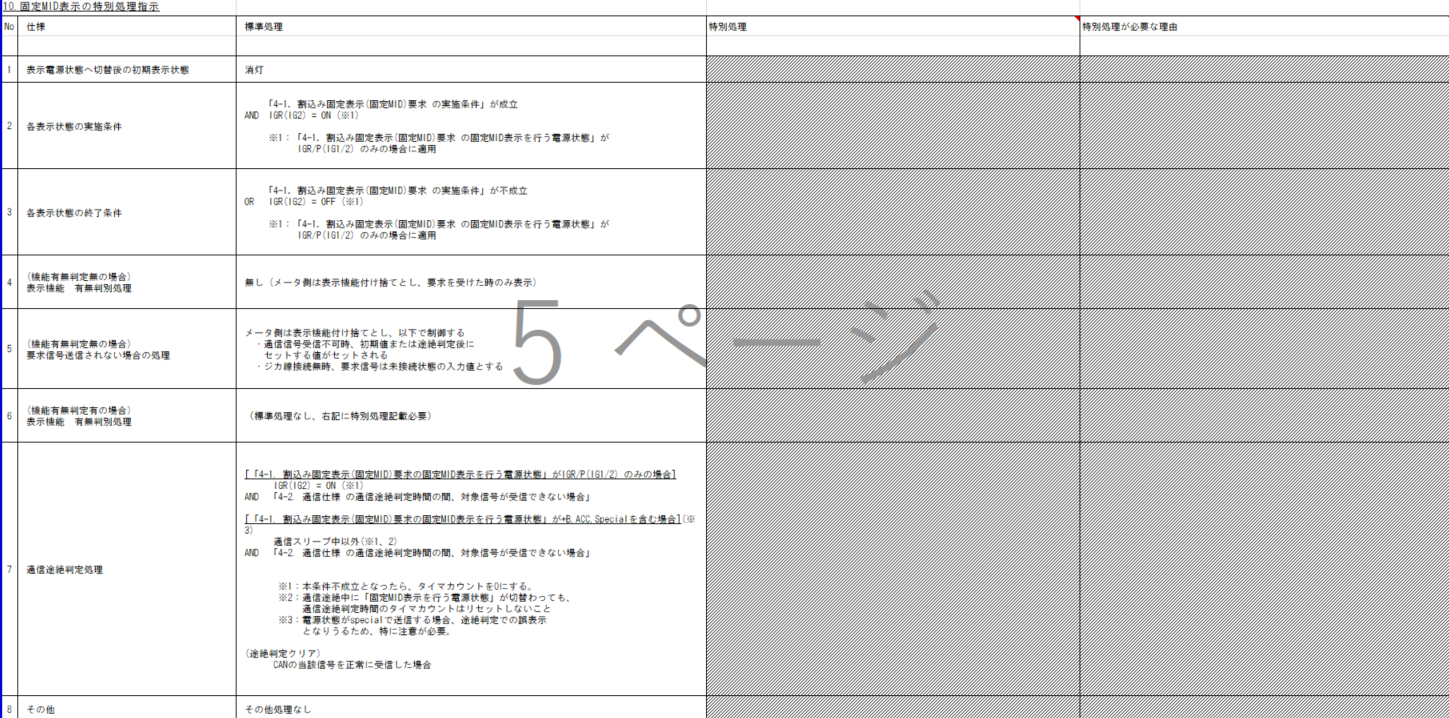 10.固定MID表示の特別処理指示
No 仕様 標準処理 特別処理 特別処理が必要な理由
1 表示電源状態へ切替後の初期表示状態 消灯
2 各表示状態の実施条件
「4-1. 割込み固定表示(固定MID)要求 の実施条件」が成立
AND IGR(IG2) = ON (※1)
※1：「4-1. 割込み固定表示(固定MID)要求 の固定MID表示を行う電源状態」が
IGR/P(IG1/2) のみの場合に適用
3 各表示状態の終了条件
「4-1. 割込み固定表示(固定MID)要求 の実施条件」が不成立
OR IGR(IG2) = OFF (※1)
※1：「4-1. 割込み固定表示(固定MID)要求 の固定MID表示を行う電源状態」が
IGR/P(IG1/2) のみの場合に適用
4 (機能有無判定無の場合)
表示機能　有無判別処理
無し（メータ側は表示機能付け捨てとし、要求を受けた時のみ表示）
5 (機能有無判定無の場合)
要求信号送信されない場合の処理
メータ側は表示機能付け捨てとし、以下で制御する
・通信信号受信不可時、初期値または途絶判定後に
セットする値がセットされる
・ジカ線接続無時、要求信号は未接続状態の入力値とする
6 (機能有無判定有の場合)
表示機能　有無判別処理
（標準処理なし、右記に特別処理記載必要）
7 通信途絶判定処理
[「4-1. 割込み固定表示(固定MID)要求の固定MID表示を行う電源状態」がIGR/P(IG1/2) のみの場合]
IGR(IG2) = ON (※1)
AND 「4-2. 通信仕様 の通信途絶判定時間の間、対象信号が受信できない場合」
[「4-1. 割込み固定表示(固定MID)要求の固定MID表示を行う電源状態」が+B,ACC,Specialを含む場合](※
3)
通信スリープ中以外(※1、2)
AND 「4-2. 通信仕様 の通信途絶判定時間の間、対象信号が受信できない場合」
※1：本条件不成立となったら、タイマカウントを0にする。
※2：通信途絶中に「固定MID表示を行う電源状態」が切替わっても、
通信途絶判定時間のタイマカウントはリセットしないこと
※3：電源状態がspecialで送信する場合、途絶判定での誤表示
となりうるため、特に注意が必要。
(途絶判定クリア)
CANの当該信号を正常に受信した場合
8 その他 その他処理なし
5 ページ